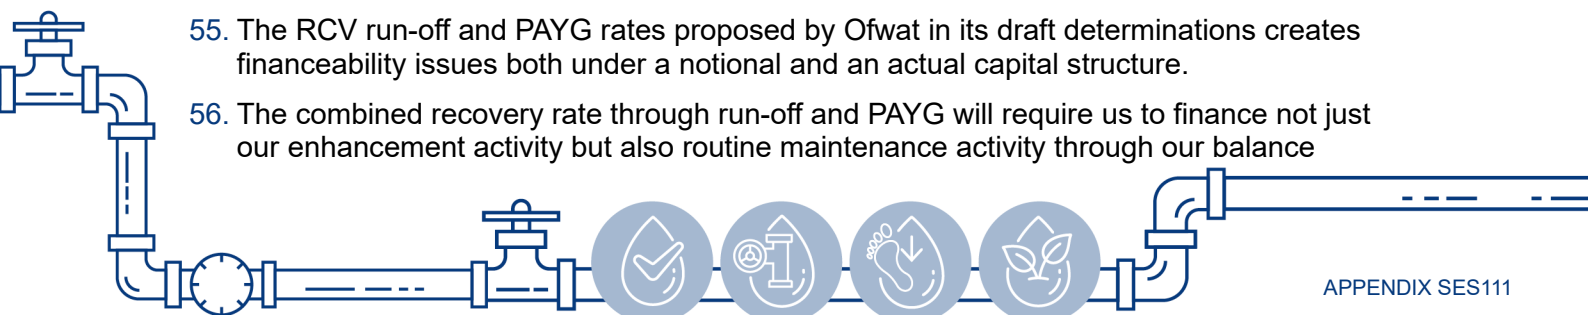 55. The RCV run-off and PAYG rates proposed by Ofwat in its draft determinations creates
financeability issues both under a notional and an actual capital structure.
56. The combined recovery rate through run-off and PAYG will require us to finance not just
our enhancement activity but also routine maintenance activity through our balance
APPENDIX SES111